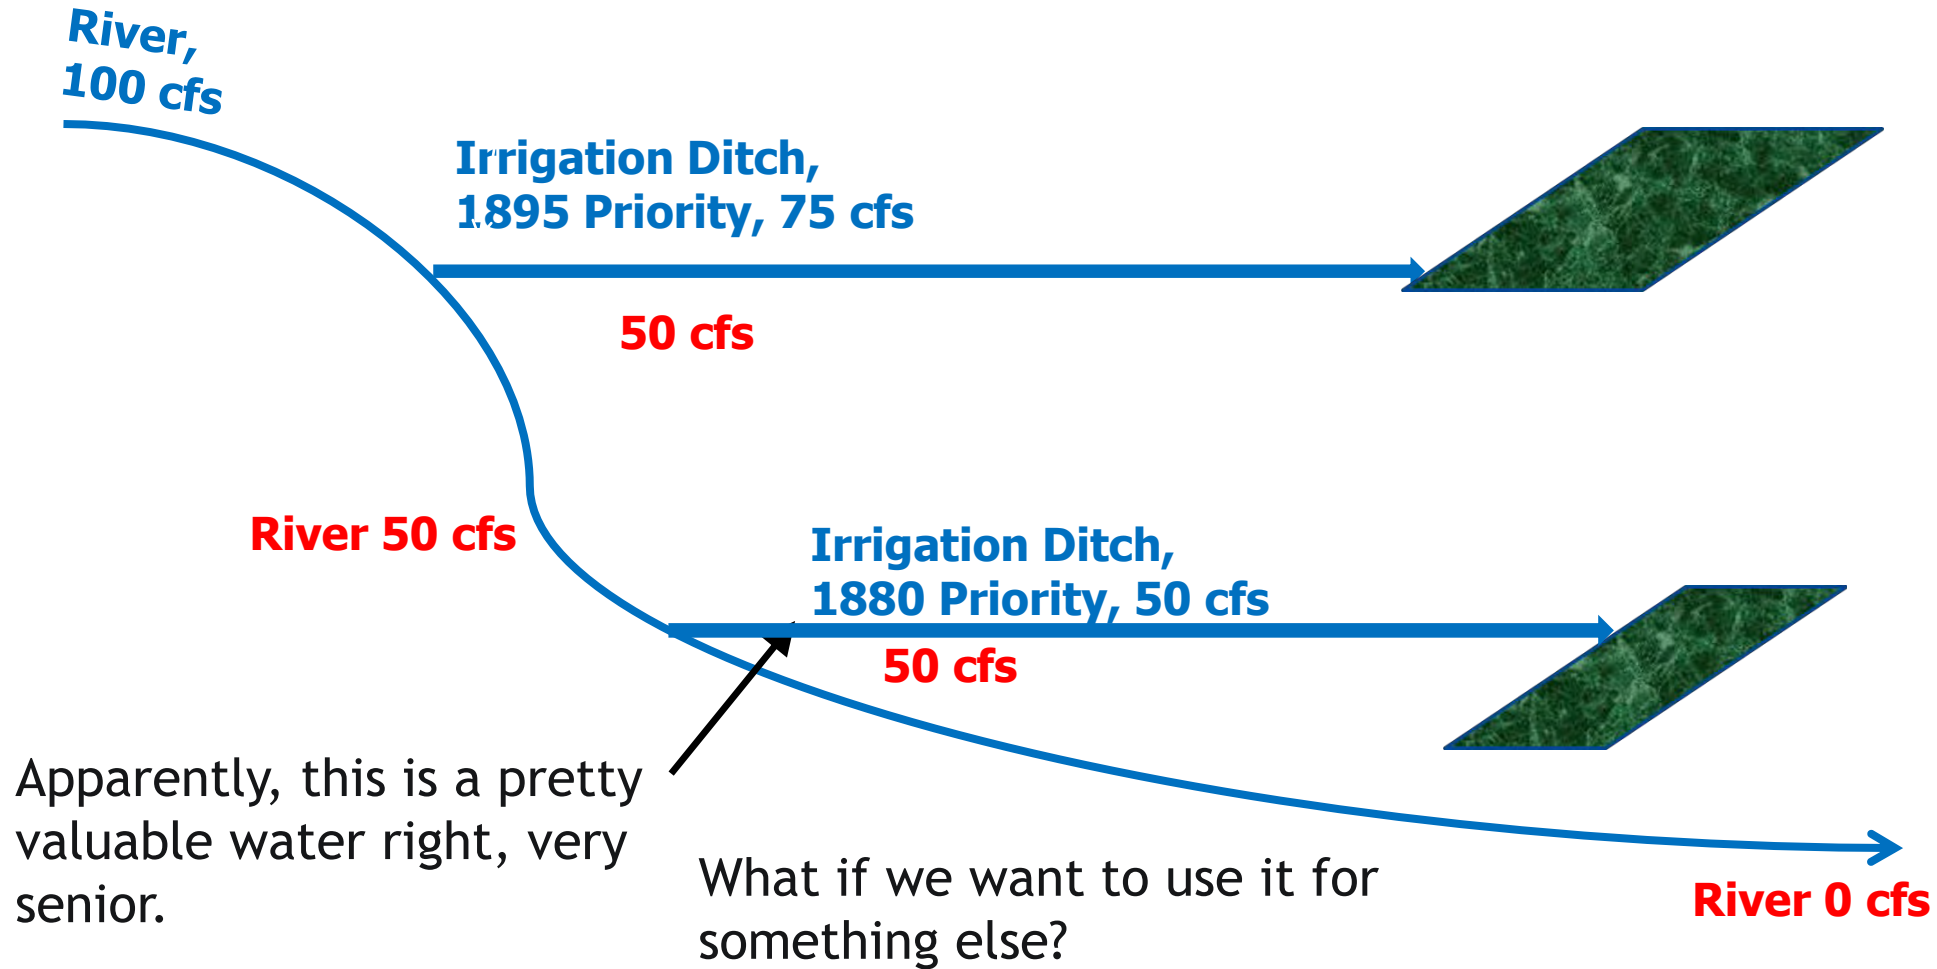 River,
100 cfs
Irrigation Ditch,
1895 Priority, 75 cfs
50 cfs
River 50 cfs
Irrigation Ditch,
1880 Priority, 50 cfs
50 cfs
Apparently, this is a pretty
valuable water right, very
senior.
What if we want to use it for
something else?
River 0 cfs